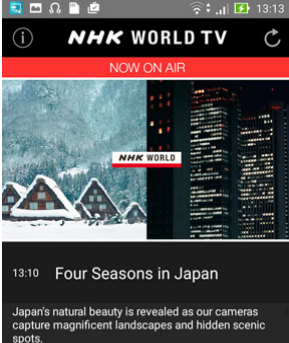 13:13
NHK WORLD TV
NOW ON AIR
NHK WORLD
13:10 Four Seasons in Japan
Japan's natural beauty is revealed as our cameras
capture magnificent landscapes and hidden scenic
spots.